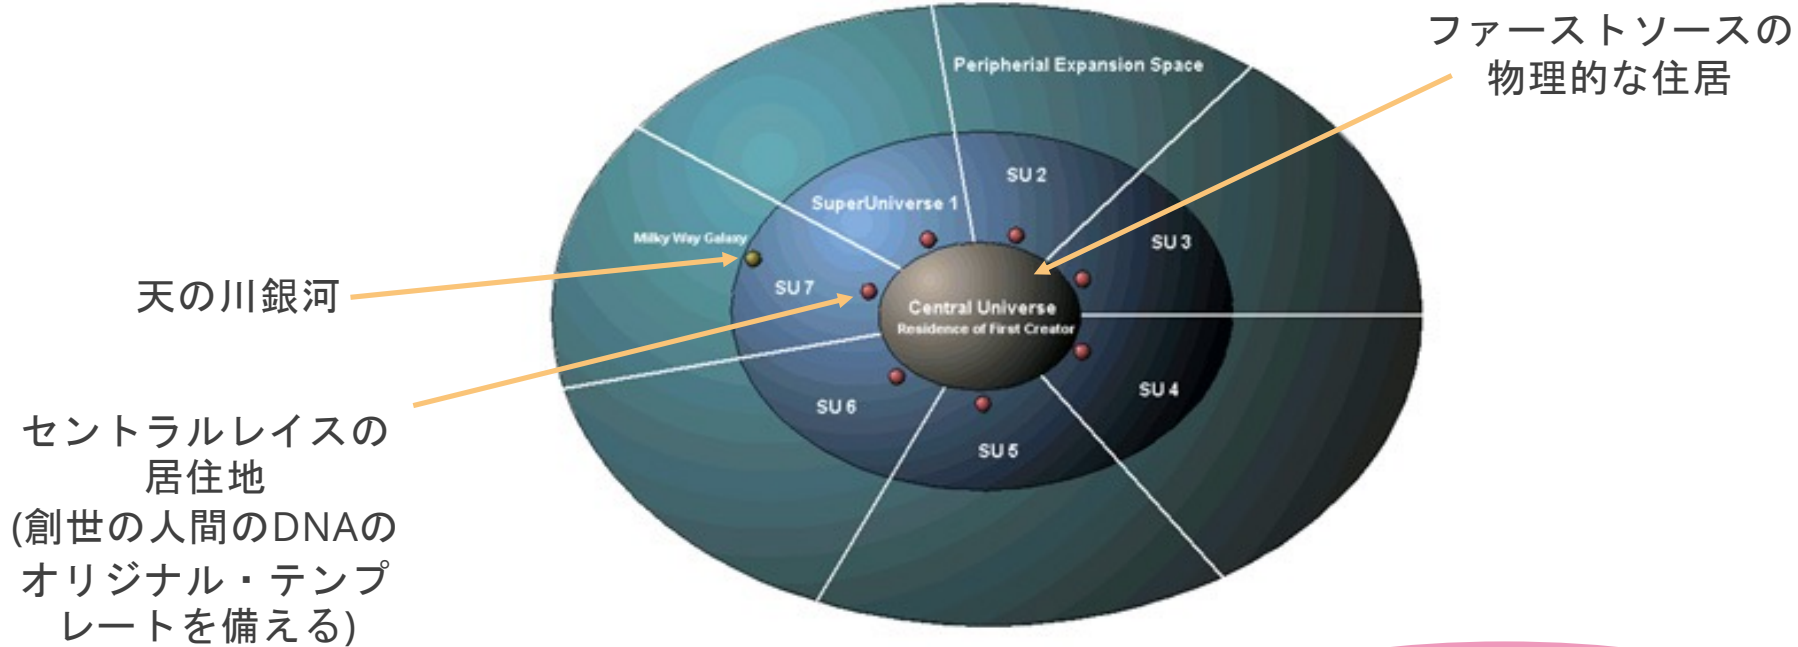 ファーストソースの
物理的な住居
Peripherial Expansion Space
SU 2
SuperUniverse 1
Milky Way Galaxy
SU 3
天の川銀河
SU 7
Central Universe
Residence of First Creator
SU 4
SU 6
SU 5
セントラルレイスの
居住地
(創世の人間のDNAの
オリジナル・テンプ
レートを備える)